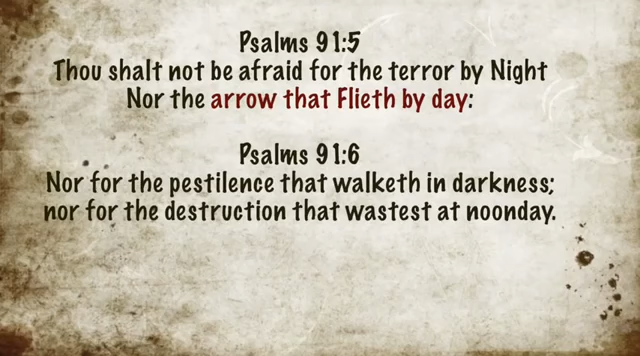 Psalms 91:5
Thou shalt not be afraid for the terror by Night
Nor the arrow that Flieth by day:
Psalms 91:6
Nor for the pestilence that walketh in darkness;
nor for the destruction that wastest at noonday.